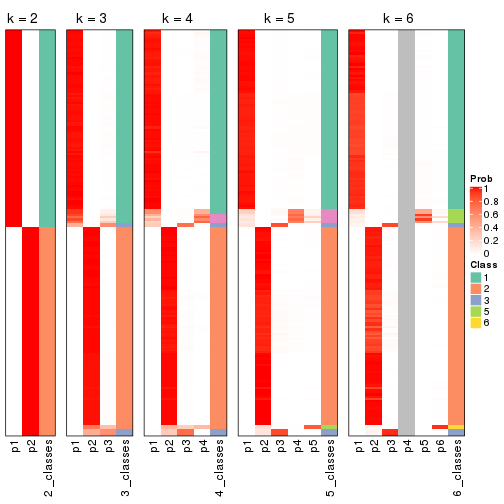 k = 2 k = 3 k = 4 k = 5 k = 6
Prob
1
0.8
0.6
0.4
0.2
0
Class
1
2
3
5
6
p1 p2 2_classes p1 p2 p3 3_classes p1 p2 p3 p4 4_classes p1 p2 p3 p4 p5 5_classes p1 p2 p3 p4 p5 p6 6_classes